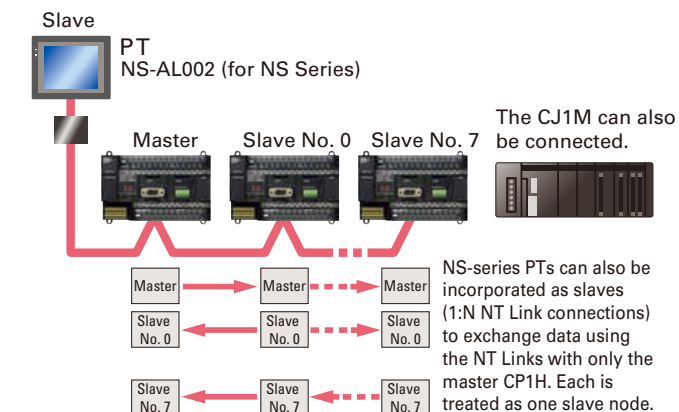 Slave
PT
NS-AL002 (for NS Series)
Master
Slave No. 0
Slave No. 7
The CJ1M can also
be connected.
Master
Master
Master
Slave
No. 0
Slave
No. 0
Slave
No. 0
Slave
No. 7
Slave
No. 7
Slave
No. 7
NS-series PTs can also be
incorporated as slaves
(1:N NT Link connections)
to exchange data using
the NT Links with only the
master CP1H. Each is
treated as one slave node.